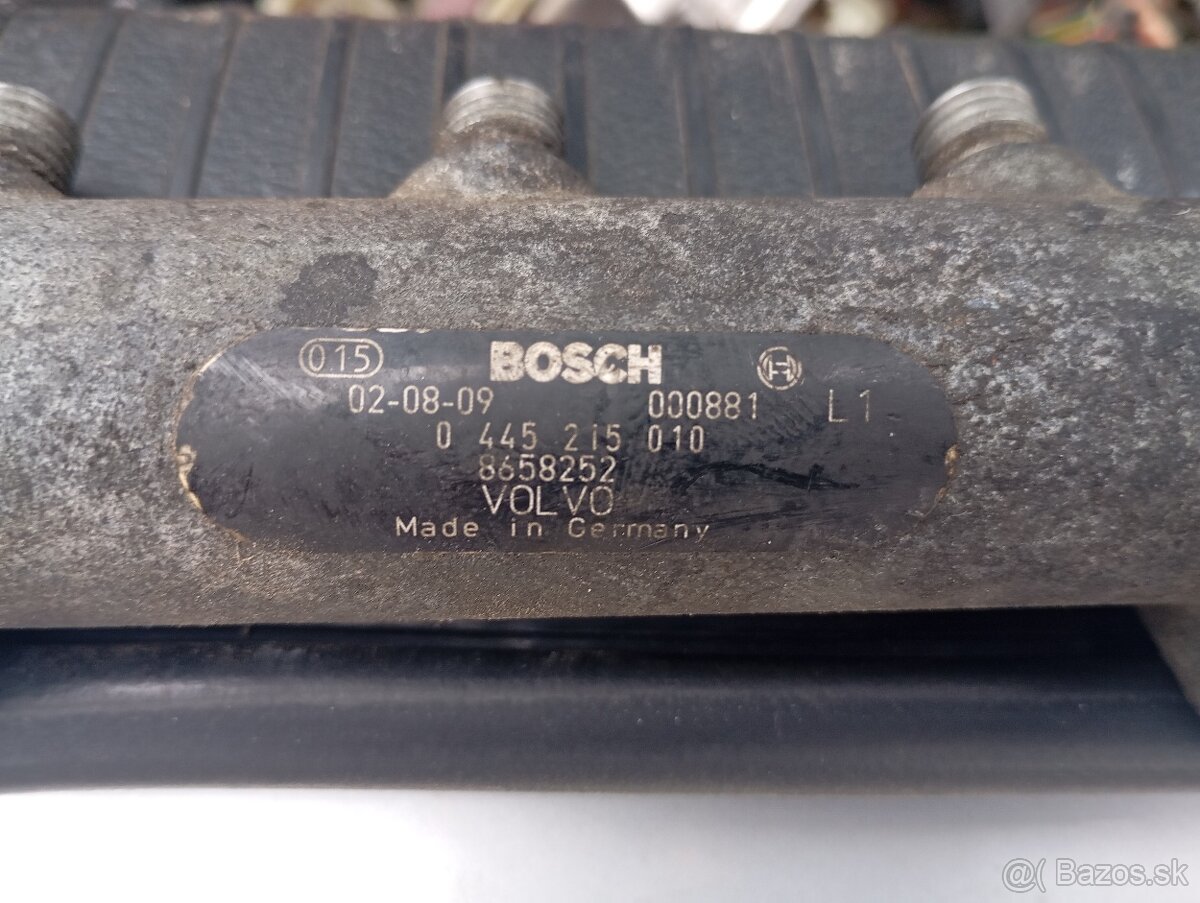 015 BOSCH
02-08-09 000881 L1
0 445 215 010
8658252
VOLVO
Made in Germany
@( Bazos.sk